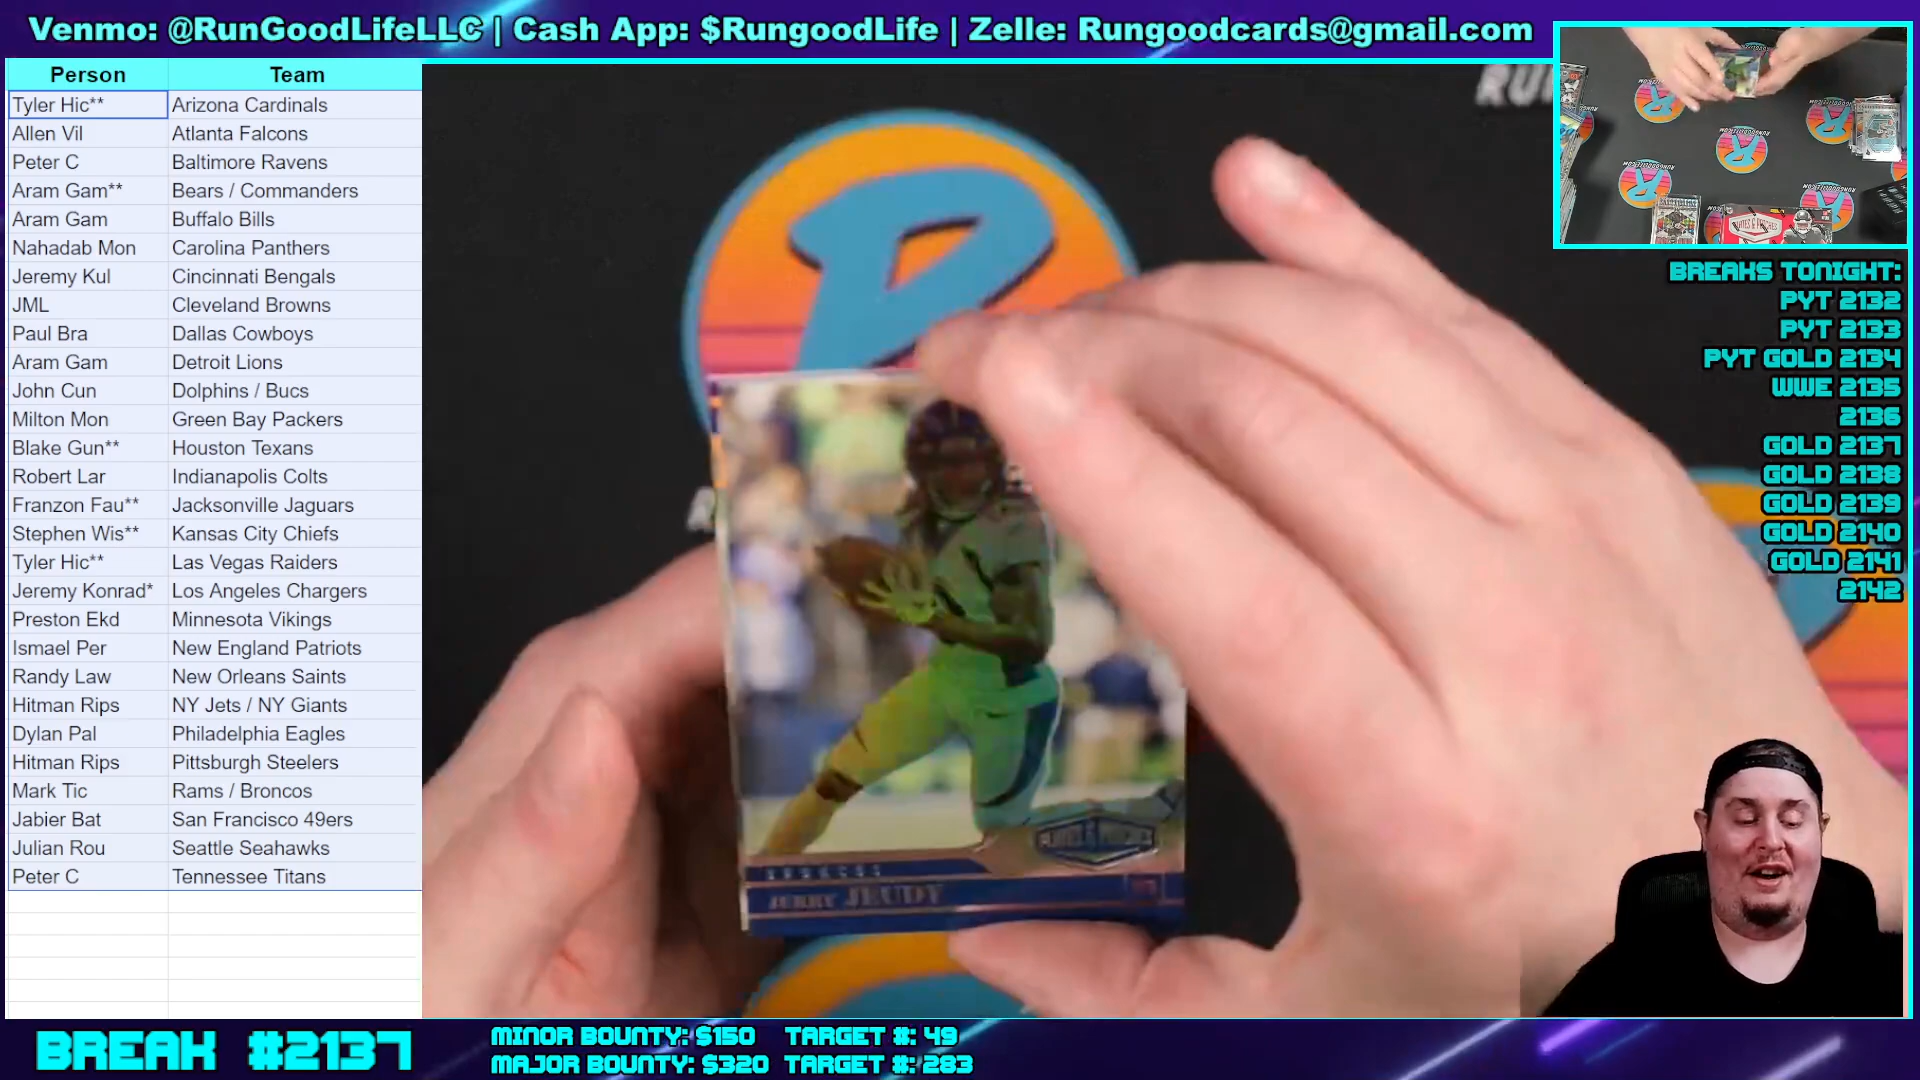 Venmo: @RunGoodLifeLLC | Cash App: $RungoodLife | Zelle: Rungoodcards@gmail.com
Person Team
Tyler Hic** Arizona Cardinals
Allen Vil Atlanta Falcons
Peter C Baltimore Ravens
Aram Gam** Bears / Commanders
Aram Gam Buffalo Bills
Nahadab Mon Carolina Panthers
Jeremy Kul Cincinnati Bengals
JML Cleveland Browns
Paul Bra Dallas Cowboys
Aram Gam Detroit Lions
John Cun Dolphins / Bucs
Milton Mon Green Bay Packers
Blake Gun** Houston Texans
Robert Lar Indianapolis Colts
Franzon Fau** Jacksonville Jaguars
Stephen Wis** Kansas City Chiefs
Tyler Hic** Las Vegas Raiders
Jeremy Konrad* Los Angeles Chargers
Preston Ekd Minnesota Vikings
Ismael Per New England Patriots
Randy Law New Orleans Saints
Hitman Rips NY Jets / NY Giants
Dylan Pal Philadelphia Eagles
Hitman Rips Pittsburgh Steelers
Mark Tic Rams / Broncos
Jabier Bat San Francisco 49ers
Julian Rou Seattle Seahawks
Peter C Tennessee Titans
RUN
R
PLATES & PATCHES
BRONCOS
JERRY JEUDY
PLATES & PATCHES
BREAKS TONIGHT:
PYT 2132
PYT 2133
PYT GOLD 2134
WWE 2135
2136
GOLD 2137
GOLD 2138
GOLD 2139
GOLD 2140
GOLD 2141
2142
BREAK #2137
MINOR BOUNTY: $150 TARGET #: 49
MAJOR BOUNTY: $320 TARGET #: 283